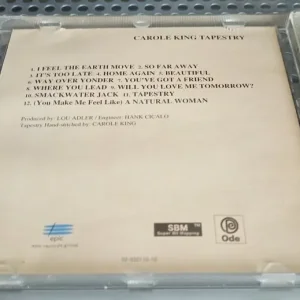 CAROLE KING TAPESTRY
1. I FEEL THE EARTH MOVE 2. SO FAR AWAY
3. IT'S TOO LATE 4. HOME AGAIN 5. BEAUTIFUL
6. WAY OVER YONDER 7. YOU'VE GOT A FRIEND
8. WHERE YOU LEAD 9. WILL YOU LOVE ME TOMORROW?
10. SMACKWATER JACK 11. TAPESTRY
12. (You Make Me Feel Like) A NATURAL WOMAN
Produced by: LOU ADLER / Engineer: HANK CICALO
Tapestry Hand-stitched by: CAROLE KING
epic
SBM™
Super Bit Mapping
Ode